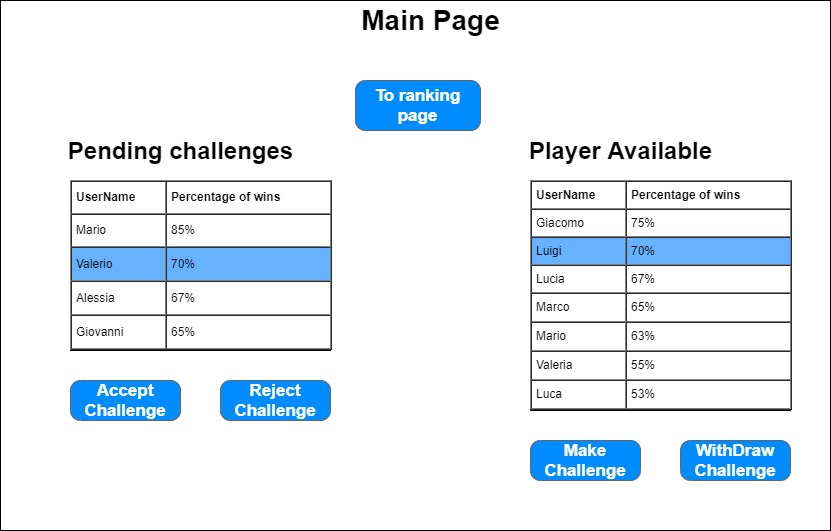 Main Page
To ranking
page
Pending challenges
UserName Percentage of wins
Mario 85%
Valerio 70%
Alessia 67%
Giovanni 65%
Accept
Challenge
Reject
Challenge
Player Available
UserName Percentage of wins
Giacomo 75%
Luigi 70%
Lucia 67%
Marco 65%
Mario 63%
Valeria 55%
Luca 53%
Make
Challenge
WithDraw
Challenge